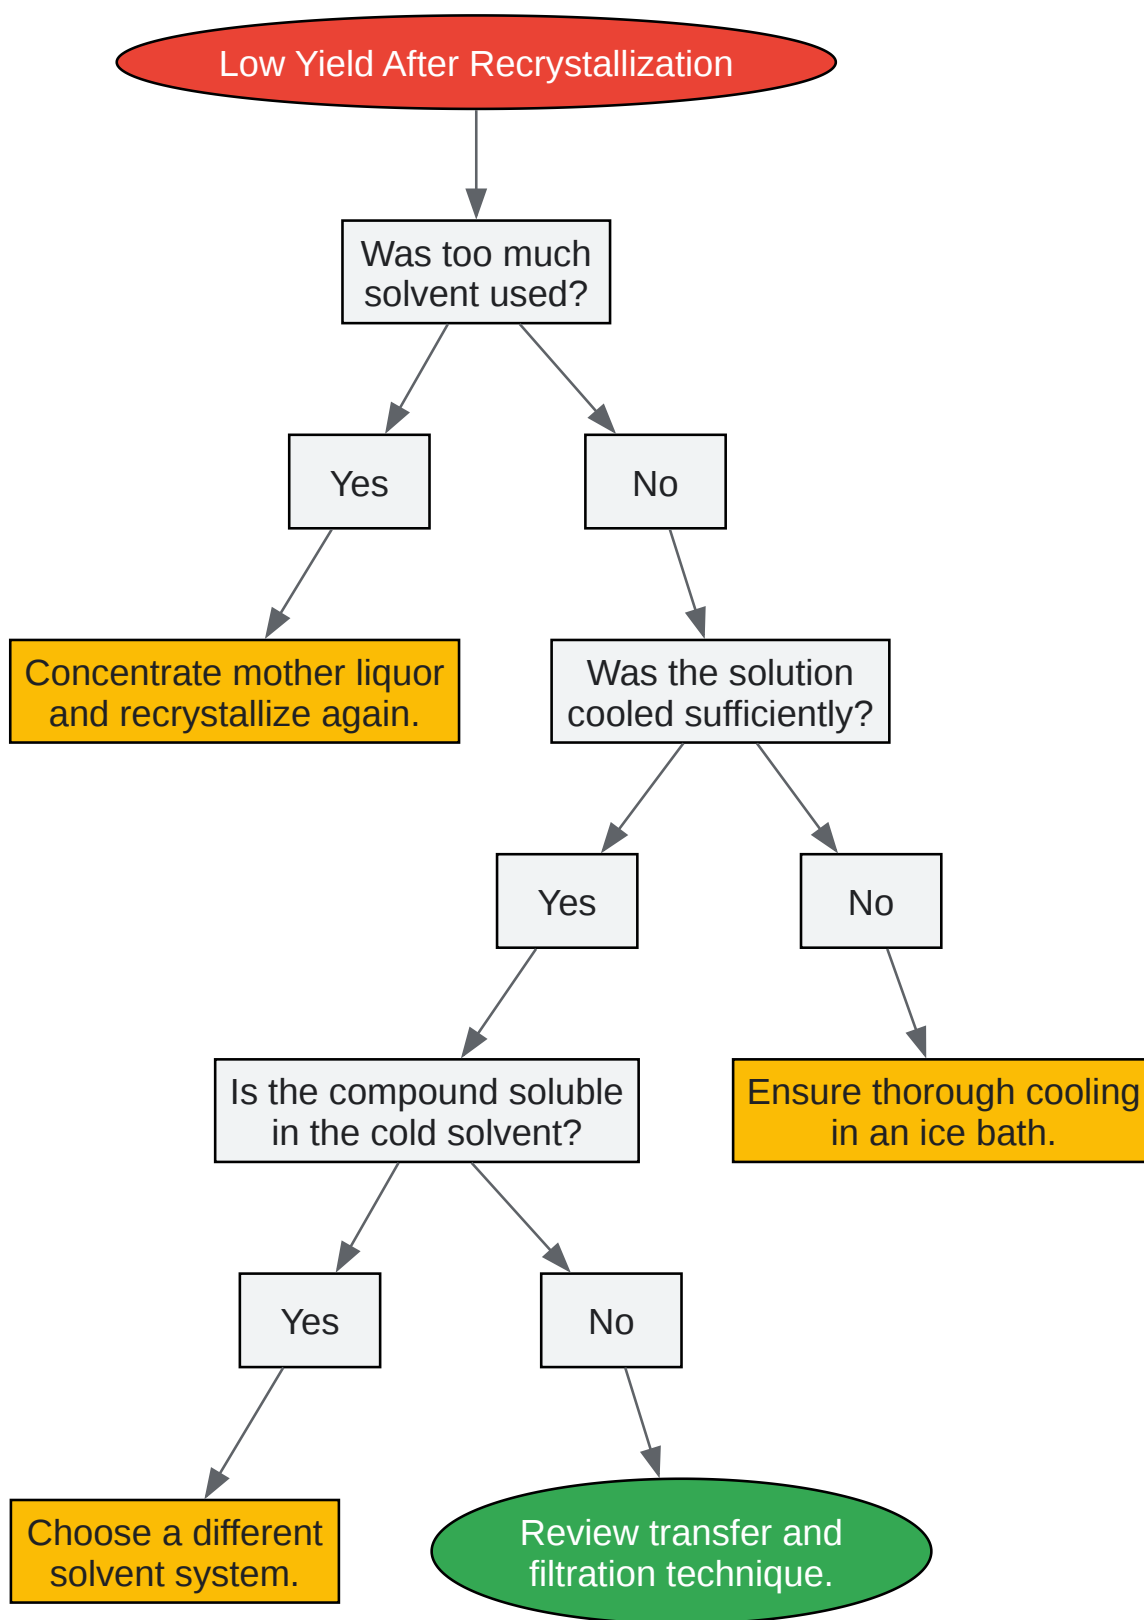 Low Yield After Recrystallization
Was too much
solvent used?
Yes
No
Concentrate mother liquor
and recrystallize again.
Was the solution
cooled sufficiently?
Yes
No
Is the compound soluble
in the cold solvent?
Ensure thorough cooling
in an ice bath.
Yes
No
Choose a different
solvent system.
Review transfer and
filtration technique.